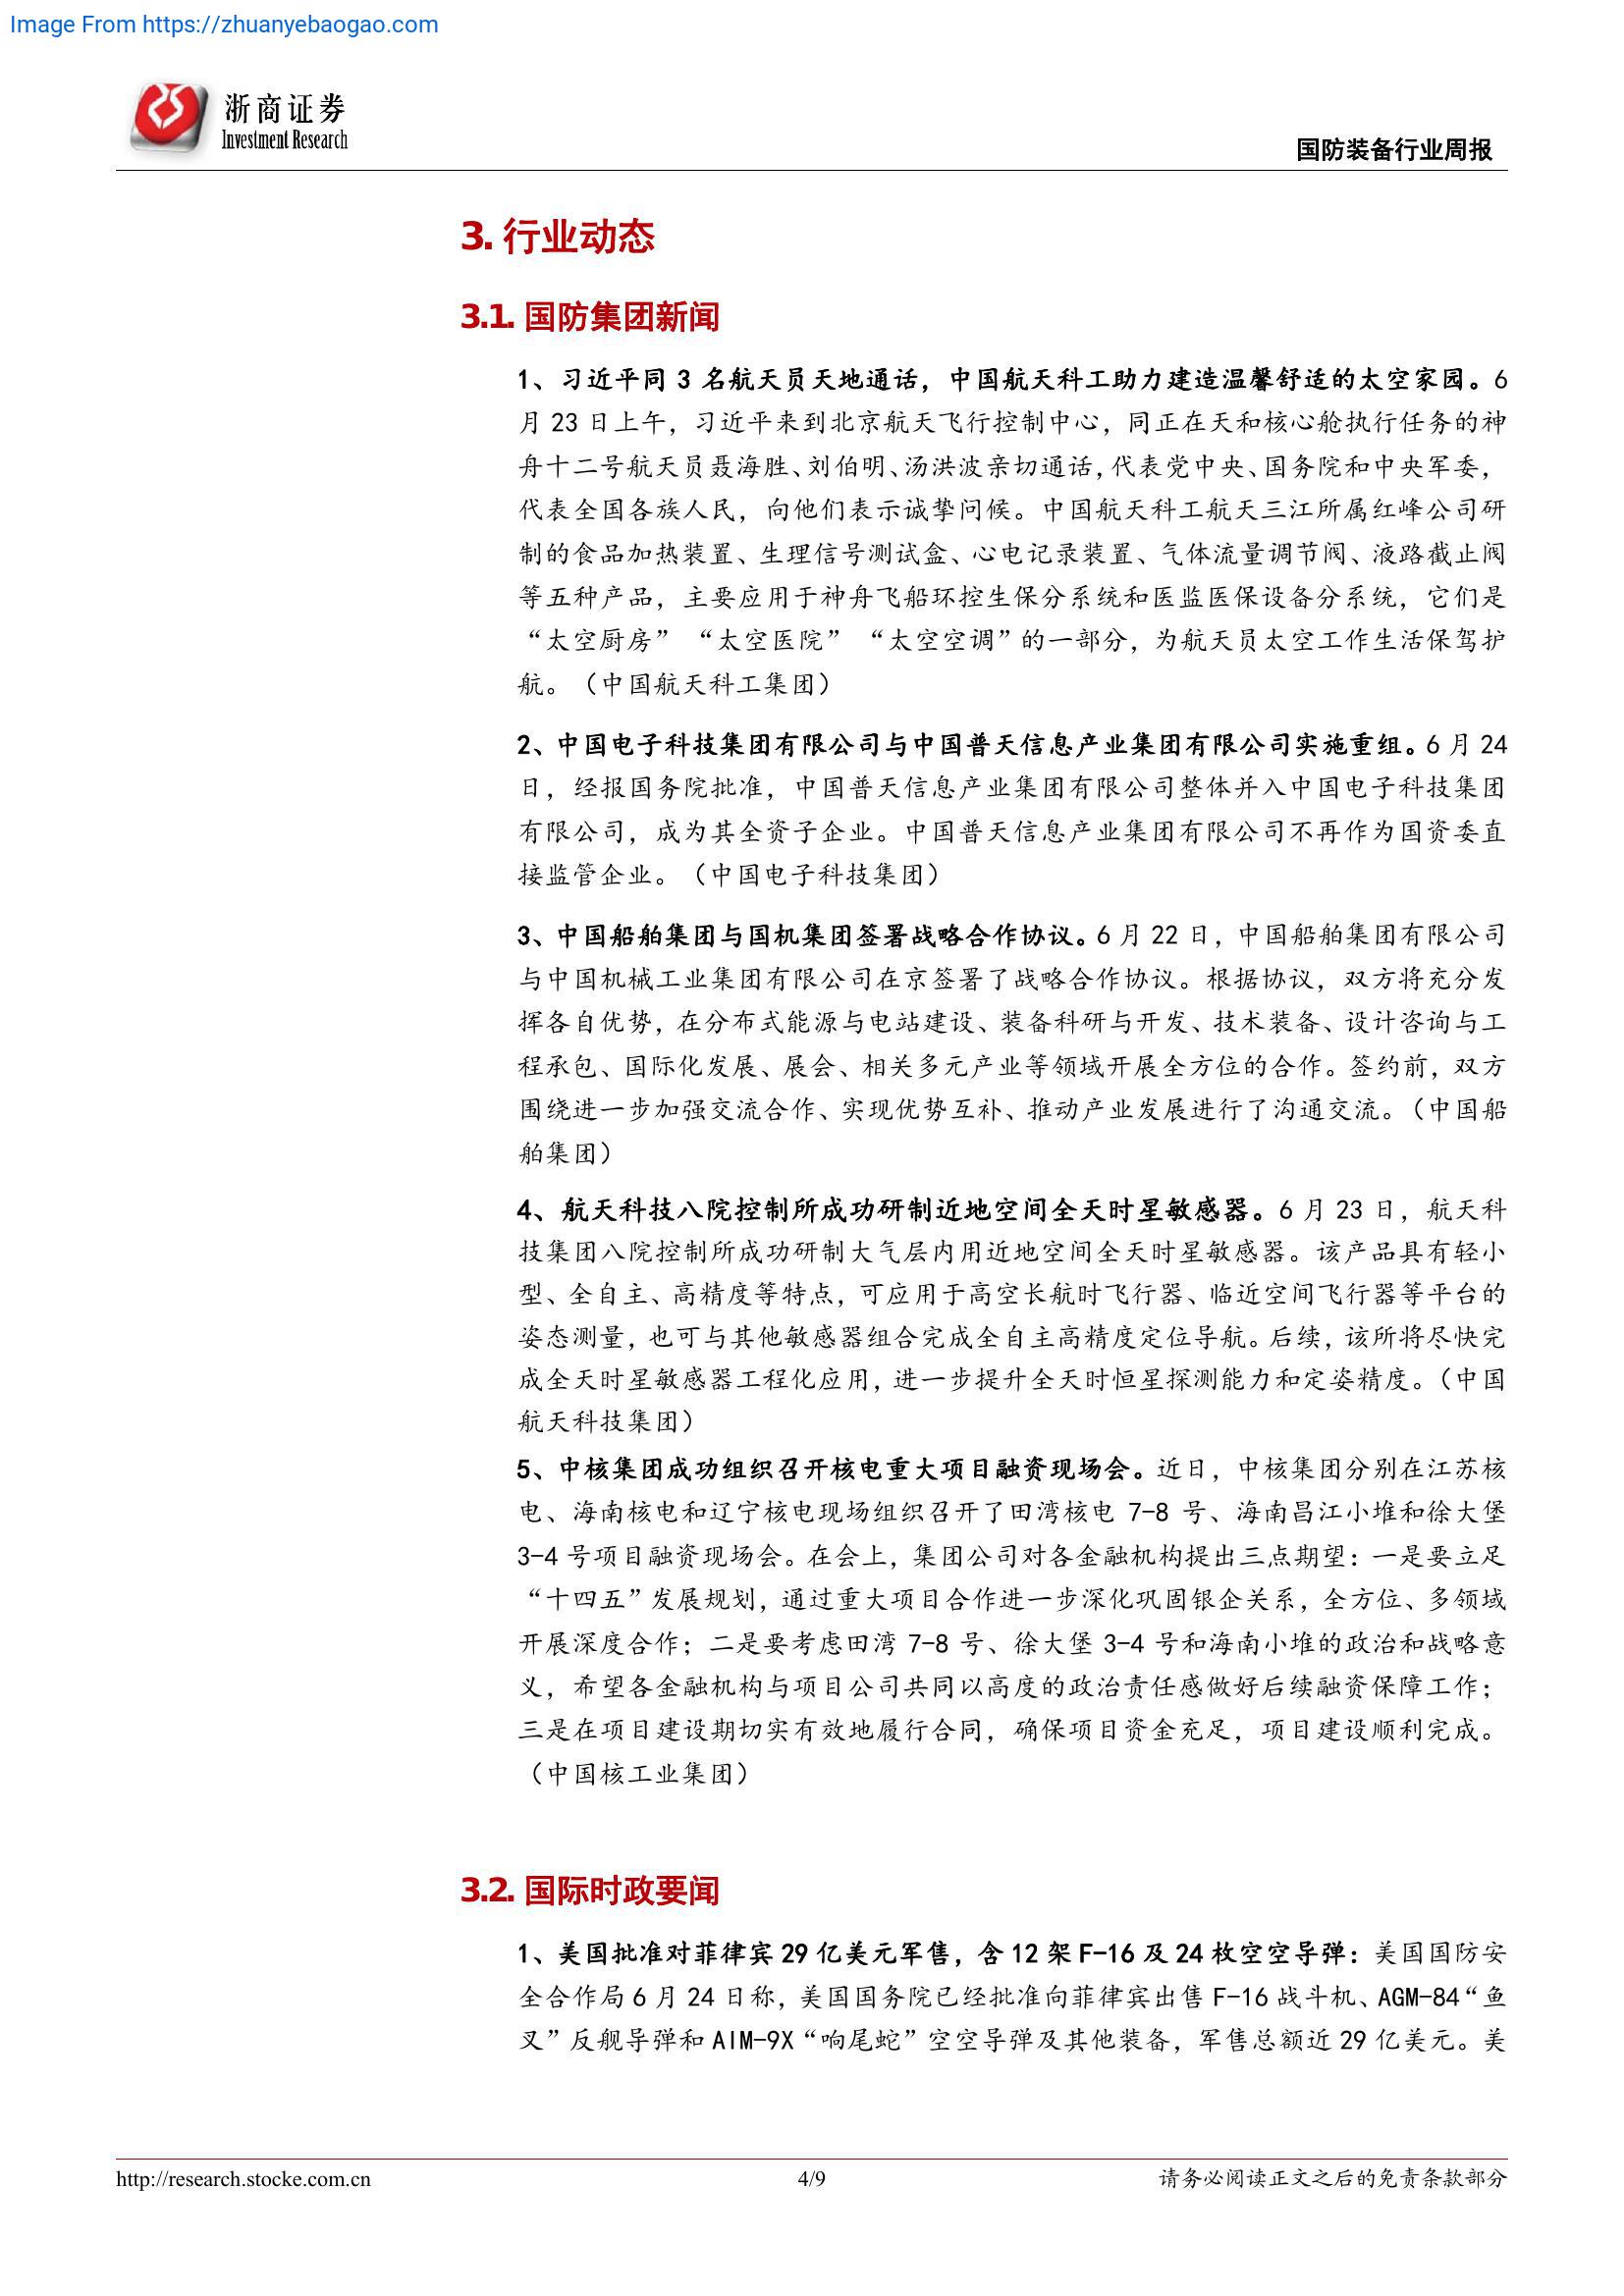 Image From https://zhuanyebaogao.com
浙商证券
Investment Research
国防装备行业周报
3. 行业动态
3.1. 国防集团新闻
1、习近平同 3 名航天员天地通话，中国航天科工助力建造温馨舒适的太空家园。6
月 23 日上午，习近平来到北京航天飞行控制中心，同正在天和核心舱执行任务的神
舟十二号航天员聂海胜、刘伯明、汤洪波亲切通话，代表党中央、国务院和中央军委，
代表全国各族人民，向他们表示诚挚问候。中国航天科工航天三江所属红峰公司研
制的食品加热装置、生理信号测试盒、心电记录装置、气体流量调节阀、液路截止阀
等五种产品，主要应用于神舟飞船环控生保分系统和医监医保设备分系统，它们是
“太空厨房” “太空医院” “太空空调”的一部分，为航天员太空工作生活保驾护
航。（中国航天科工集团）
2、中国电子科技集团有限公司与中国普天信息产业集团有限公司实施重组。6 月 24
日，经报国务院批准，中国普天信息产业集团有限公司整体并入中国电子科技集团
有限公司，成为其全资子企业。中国普天信息产业集团有限公司不再作为国资委直
接监管企业。（中国电子科技集团）
3、中国船舶集团与国机集团签署战略合作协议。6 月 22 日，中国船舶集团有限公司
与中国机械工业集团有限公司在京签署了战略合作协议。根据协议，双方将充分发
挥各自优势，在分布式能源与电站建设、装备科研与开发、技术装备、设计咨询与工
程承包、国际化发展、展会、相关多元产业等领域开展全方位的合作。签约前，双方
围绕进一步加强交流合作、实现优势互补、推动产业发展进行了沟通交流。（中国船
舶集团）
4、航天科技八院控制所成功研制近地空间全天时星敏感器。6 月 23 日，航天科
技集团八院控制所成功研制大气层内用近地空间全天时星敏感器。该产品具有轻小
型、全自主、高精度等特点，可应用于高空长航时飞行器、临近空间飞行器等平台的
姿态测量，也可与其他敏感器组合完成全自主高精度定位导航。后续，该所将尽快完
成全天时星敏感器工程化应用，进一步提升全天时恒星探测能力和定姿精度。（中国
航天科技集团）
5、中核集团成功组织召开核电重大项目融资现场会。近日，中核集团分别在江苏核
电、海南核电和辽宁核电现场组织召开了田湾核电 7-8 号、海南昌江小堆和徐大堡
3-4 号项目融资现场会。在会上，集团公司对各金融机构提出三点期望：一是要立足
“十四五”发展规划，通过重大项目合作进一步深化巩固银企关系，全方位、多领域
开展深度合作；二是要考虑田湾 7-8 号、徐大堡 3-4 号和海南小堆的政治和战略意
义，希望各金融机构与项目公司共同以高度的政治责任感做好后续融资保障工作；
三是在项目建设期切实有效地履行合同，确保项目资金充足，项目建设顺利完成。
（中国核工业集团）
3.2. 国际时政要闻
1、美国批准对菲律宾 29 亿美元军售，含 12 架 F-16 及 24 枚空空导弹：美国国防安
全合作局 6 月 24 日称，美国国务院已经批准向菲律宾出售 F-16 战斗机、AGM-84“鱼
叉”反舰导弹和 AIM-9X“响尾蛇”空空导弹及其他装备，军售总额近 29 亿美元。美
http://research.stocke.com.cn
4/9
请务必阅读正文之后的免责条款部分